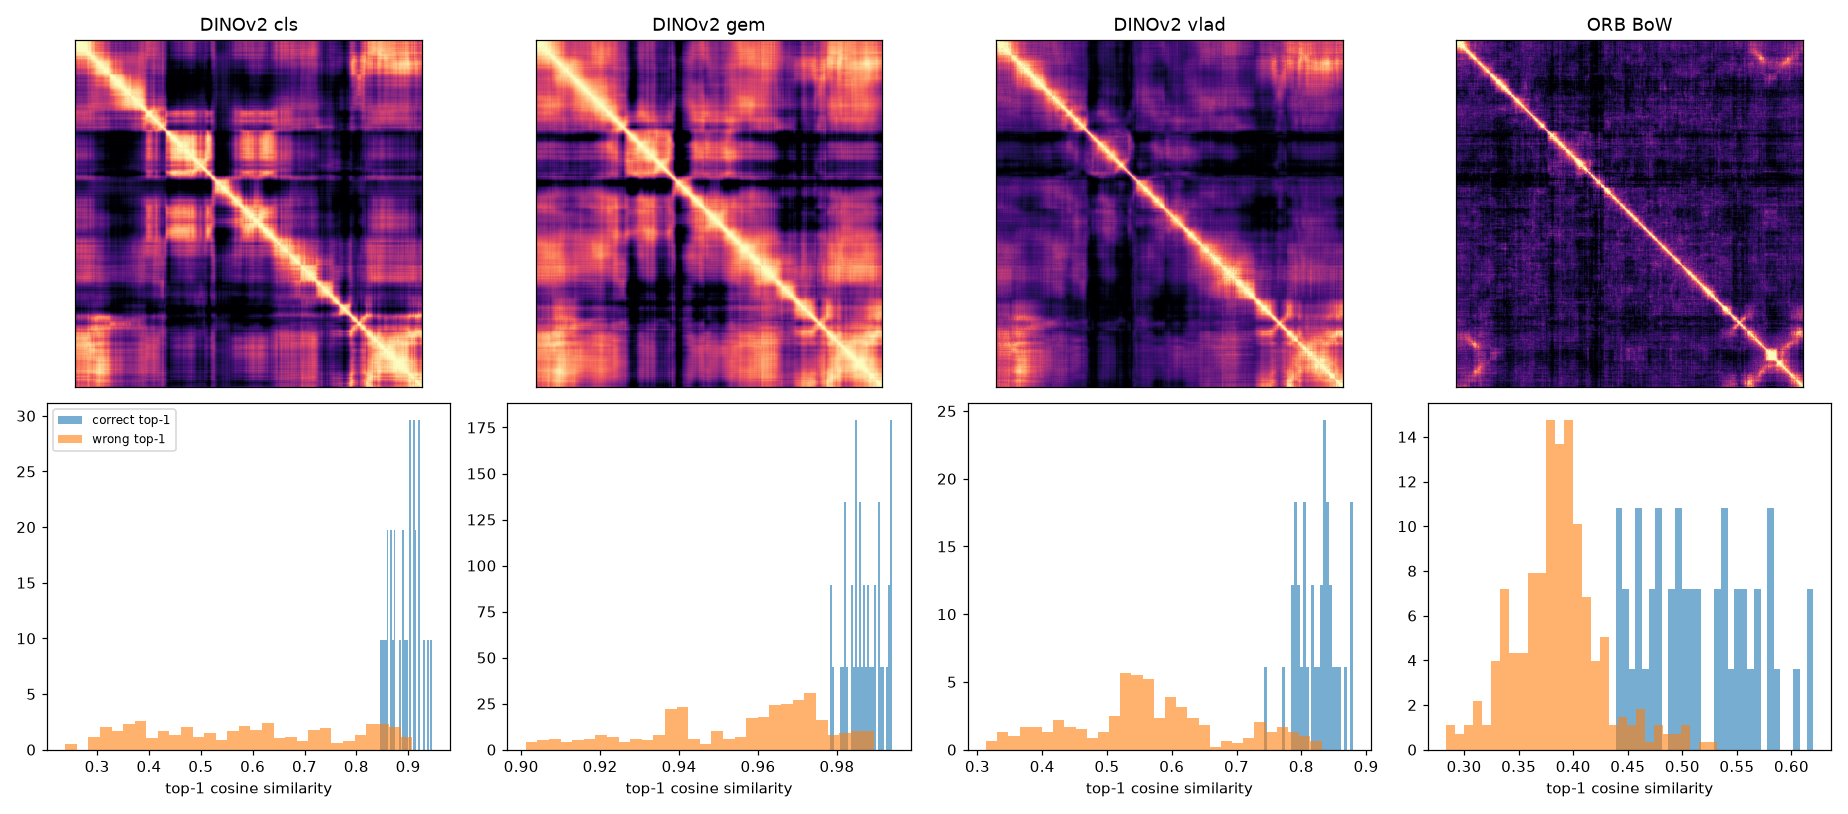 DINOv2 cls
DINOv2 gem
DINOv2 vlad
ORB BoW
30
25
20
15
10
5
0
correct top-1
wrong top-1
0.3 0.4 0.5 0.6 0.7 0.8 0.9
top-1 cosine similarity
175
150
125
100
75
50
25
0
0.90 0.92 0.94 0.96 0.98
top-1 cosine similarity
25
20
15
10
5
0
0.3 0.4 0.5 0.6 0.7 0.8 0.9
top-1 cosine similarity
14
12
10
8
6
4
2
0
0.30 0.35 0.40 0.45 0.50 0.55 0.60
top-1 cosine similarity